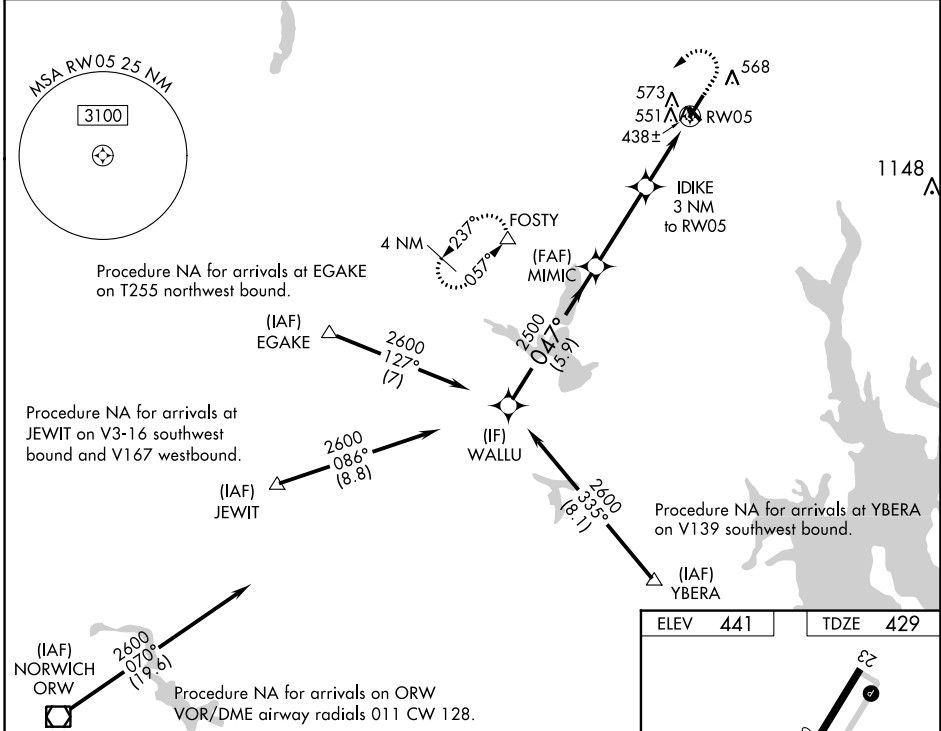 MSA RW05 25 NM
3100
568
573
551
RW05
438±
1148
IDIKE
3 NM
to RW05
FOSTY
4 NM
237°
057°
(FAF)
MIMIC
Procedure NA for arrivals at EGAKE
on T255 northwest bound.
(IAF)
EGAKE
2600
127°
(7)
2500
047°
(5.9)
Procedure NA for arrivals at
JEWIT on V3-16 southwest
bound and V167 westbound.
(IF)
WALLU
2600
086°
(8.8)
(IAF)
JEWIT
2600
335°
(8.1)
Procedure NA for arrivals at YBERA
on V139 southwest bound.
(IAF)
YBERA
ELEV 441
TDZE 429
23
P
(IAF)
NORWICH
ORW
2600
070°
(19.6)
Procedure NA for arrivals on ORW
VOR/DME airway radials 011 CW 128.